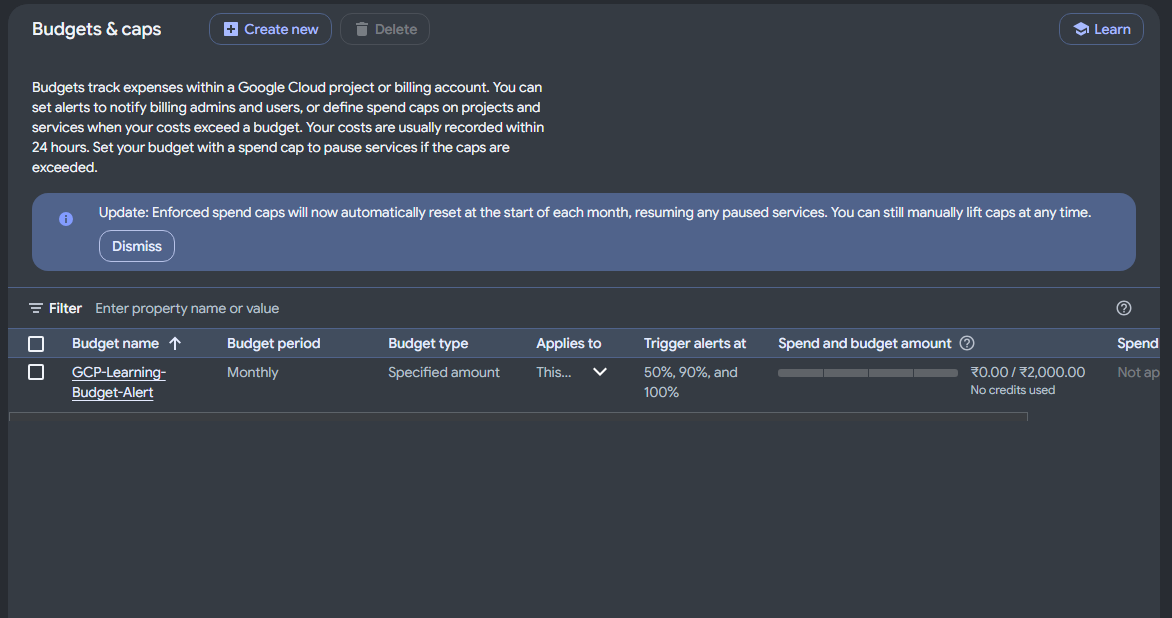 Budgets & caps
Create new
Delete
Learn
Budgets track expenses within a Google Cloud project or billing account. You can
set alerts to notify billing admins and users, or define spend caps on projects and
services when your costs exceed a budget. Your costs are usually recorded within
24 hours. Set your budget with a spend cap to pause services if the caps are
exceeded.
Update: Enforced spend caps will now automatically reset at the start of each month, resuming any paused services. You can still manually lift caps at any time.
Dismiss
Filter Enter property name or value
Budget name Budget period Budget type Applies to Trigger alerts at Spend and budget amount Spend
GCP-Learning- Monthly Specified amount This... 50%, 90%, and ₹0.00 / ₹2,000.00 Not ap
Budget-Alert 100% No credits used